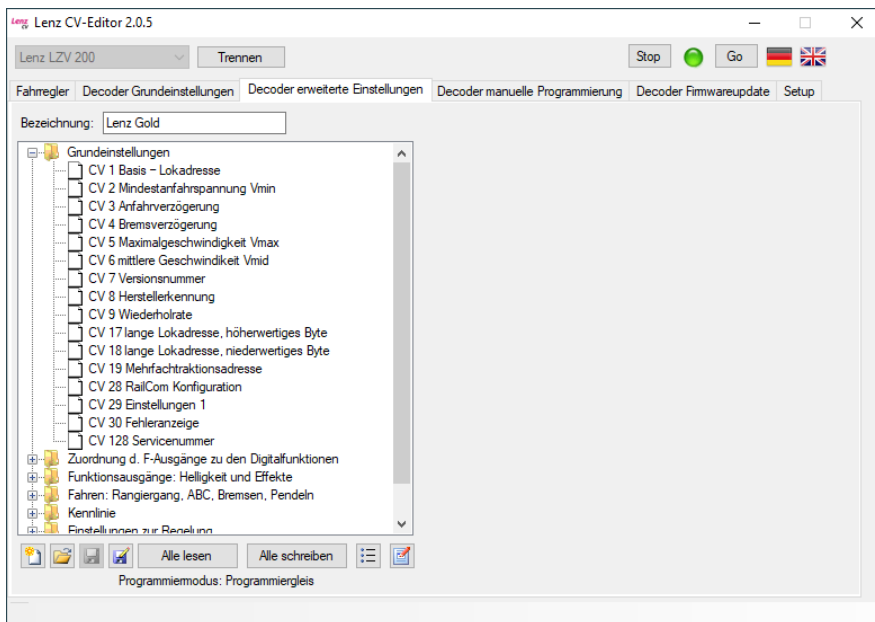 Lenz CV Lenz CV-Editor 2.0.5
Lenz LZV 200 Trennen Stop Go
Fahrregler Decoder Grundeinstellungen Decoder erweiterte Einstellungen Decoder manuelle Programmierung Decoder Firmwareupdate Setup
Bezeichnung: Lenz Gold
Grundeinstellungen
CV 1 Basis – Lokadresse
CV 2 Mindestanfahrspannung Vmin
CV 3 Anfahrverzögerung
CV 4 Bremsverzögerung
CV 5 Maximalgeschwindigkeit Vmax
CV 6 mittlere Geschwindikeit Vmid
CV 7 Versionsnummer
CV 8 Herstellerkennung
CV 9 Wiederholrate
CV 17 lange Lokadresse, höherwertiges Byte
CV 18 lange Lokadresse, niederwertiges Byte
CV 19 Mehrfachtraktionsadresse
CV 28 RailCom Konfiguration
CV 29 Einstellungen 1
CV 30 Fehleranzeige
CV 128 Servicenummer
Zuordnung d. F-Ausgänge zu den Digitalfunktionen
Funktionsausgänge: Helligkeit und Effekte
Fahren: Rangiergang, ABC, Bremsen, Pendeln
Kennlinie
Einstellungen zur Regelung
Alle lesen Alle schreiben
Programmiermodus: Programmiergleis